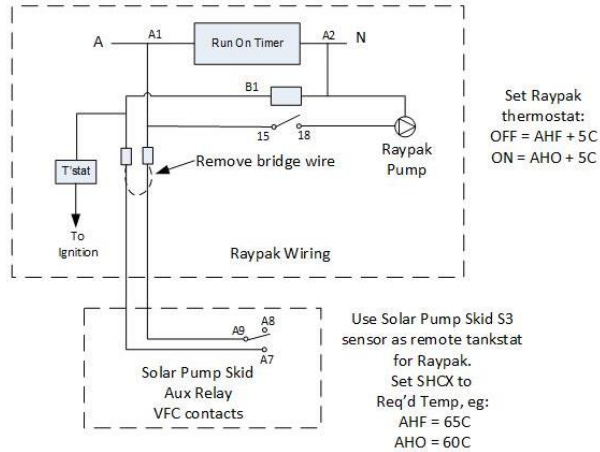 A A1 Run On Timer A2 N
B1
15 18
Raypak
Pump
T'stat
Remove bridge wire
To
Ignition
Raypak Wiring
Set Raypak
thermostat:
OFF = AHF + 5C
ON = AHO + 5C
A9 A8
A7
Solar Pump Skid
Aux Relay
VFC contacts
Use Solar Pump Skid S3
sensor as remote tankstat
for Raypak.
Set SHCX to
Req'd Temp, eg:
AHF = 65C
AHO = 60C